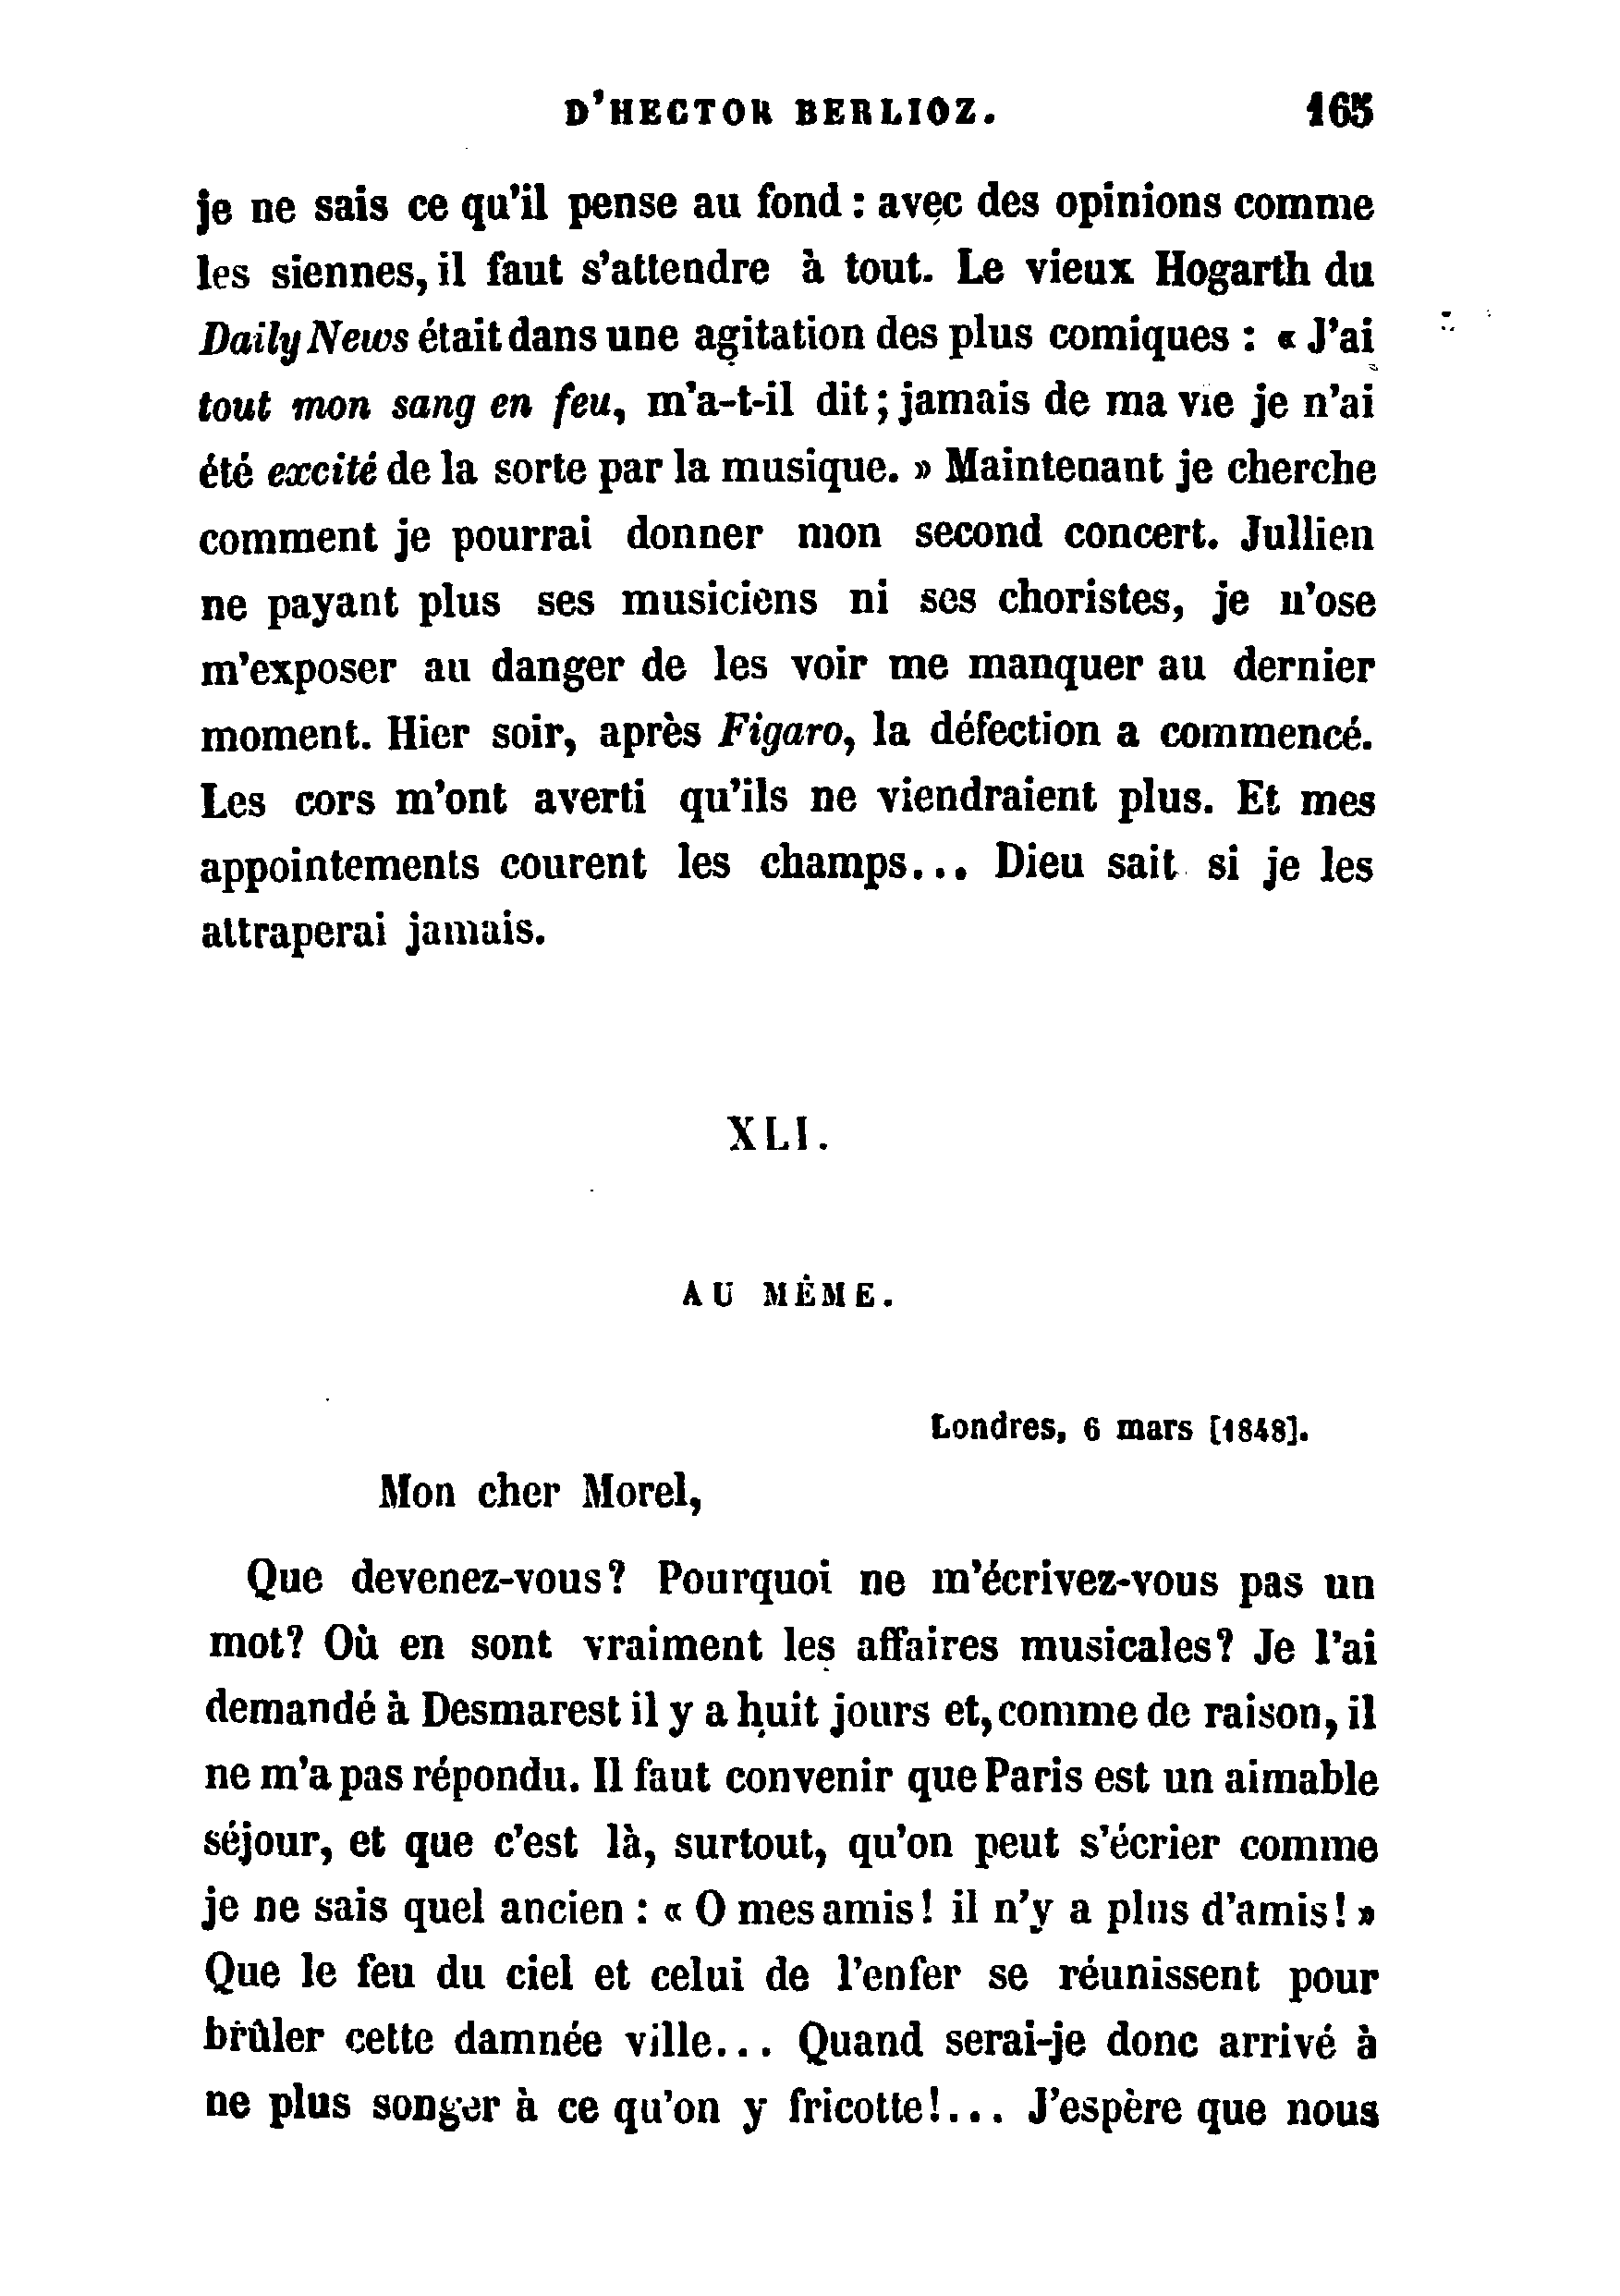 D'HECTOR BERLIOZ. 165
je ne sais ce qu'il pense au fond : avec des opinions comme
les siennes, il faut s'attendre à tout. Le vieux Hogarth du
Daily News était dans une agitation des plus comiques : « J'ai
tout mon sang en feu, m'a-t-il dit ; jamais de ma vie je n'ai
été excité de la sorte par la musique. » Maintenant je cherche
comment je pourrai donner mon second concert. Jullien
ne payant plus ses musiciens ni ses choristes, je n'ose
m'exposer au danger de les voir me manquer au dernier
moment. Hier soir, après Figaro, la défection a commencé.
Les cors m'ont averti qu'ils ne viendraient plus. Et mes
appointements courent les champs... Dieu sait si je les
attraperai jamais.
XLI.
AU MÊME.
Londres, 6 mars [1848].
Mon cher Morel,
Que devenez-vous? Pourquoi ne m'écrivez-vous pas un
mot? Où en sont vraiment les affaires musicales? Je l'ai
demandé à Desmarest il y a huit jours et, comme de raison, il
ne m'a pas répondu. Il faut convenir que Paris est un aimable
séjour, et que c'est là, surtout, qu'on peut s'écrier comme
je ne sais quel ancien : « O mes amis! il n'y a plus d'amis! »
Que le feu du ciel et celui de l'enfer se réunissent pour
brûler cette damnée ville... Quand serai-je donc arrivé à
ne plus songer à ce qu'on y fricotte!... J'espère que nous